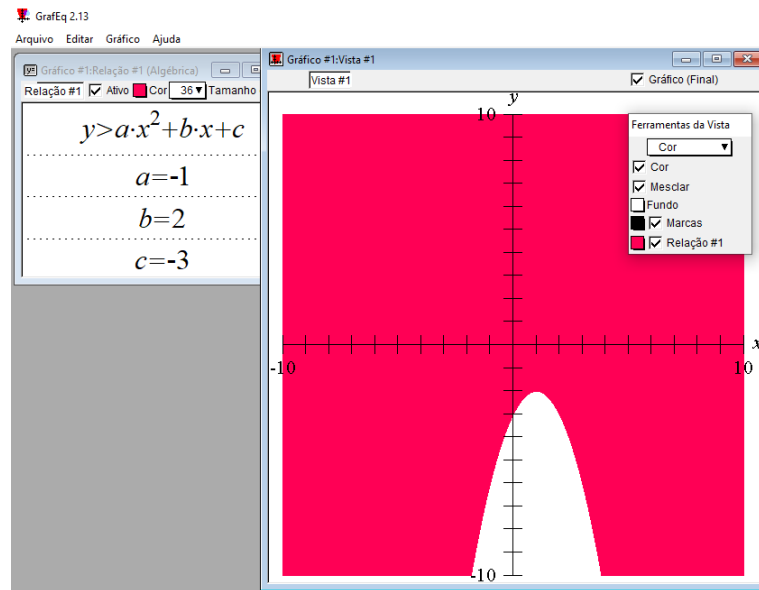 GrafEq 2.13
Arquivo Editar Gráfico Ajuda
Gráfico #1:Relação #1 (Algébrica)
Relação #1 Ativo Cor 36 Tamanho
y>a·x²+b·x+c
a=-1
b=2
c=-3
Gráfico #1:Vista #1
Vista #1 Gráfico (Final)
y
10
-10
x
10
-10
Ferramentas da Vista
Cor
Cor
Mesclar
Fundo
Marcas
Relação #1